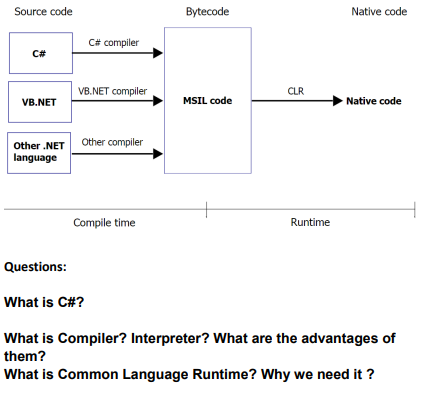 Source code Bytecode Native code
C# compiler
C#
VB.NET compiler
VB.NET MSIL code CLR Native code
Other compiler
Other .NET
language
Compile time Runtime
Questions:
What is C#?
What is Compiler? Interpreter? What are the advantages of
them?
What is Common Language Runtime? Why we need it ?